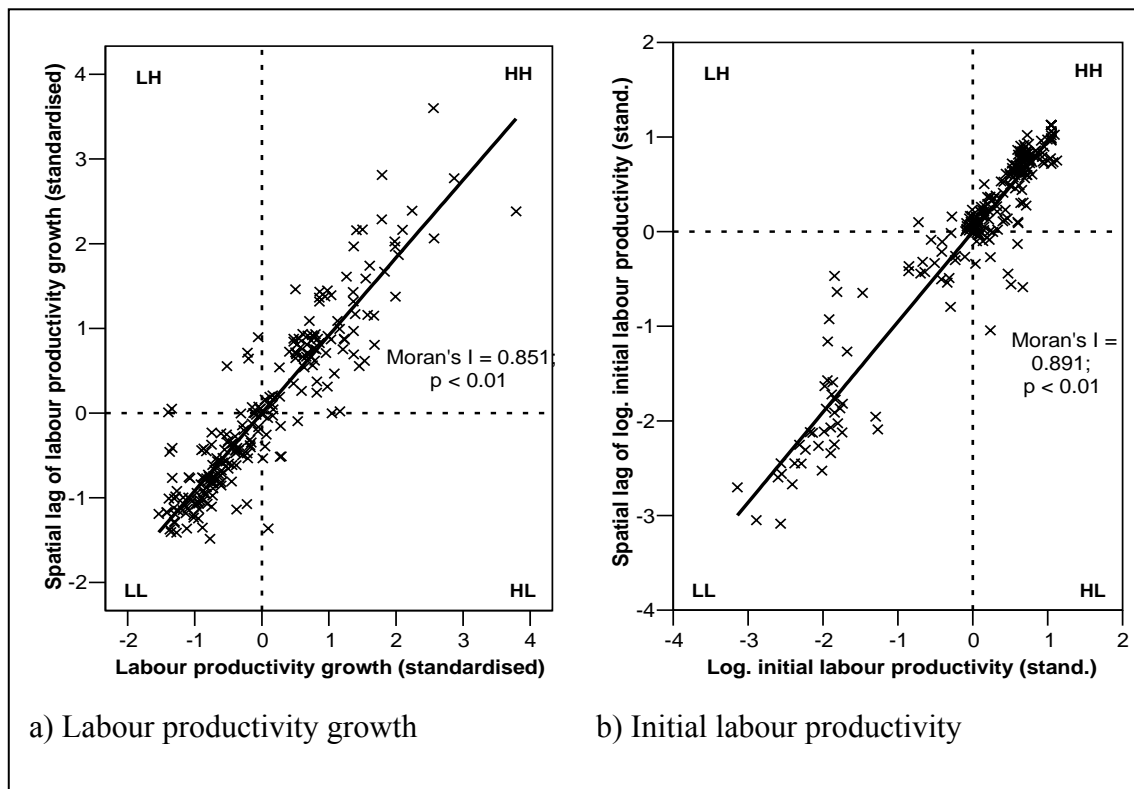 LH
HH
4
3
2
1
0
-1
-2
LL
HL
-2
-1
0
1
2
3
4
Moran's I = 0.851;
p < 0.01
Spatial lag of labour productivity growth (standardised)
Labour productivity growth (standardised)
a) Labour productivity growth
LH
HH
2
1
0
-1
-2
-3
-4
LL
HL
-4
-3
-2
-1
0
1
2
Moran's I =
0.891;
p < 0.01
Spatial lag of log. initial labour productivity (stand.)
Log. initial labour productivity (stand.)
b) Initial labour productivity